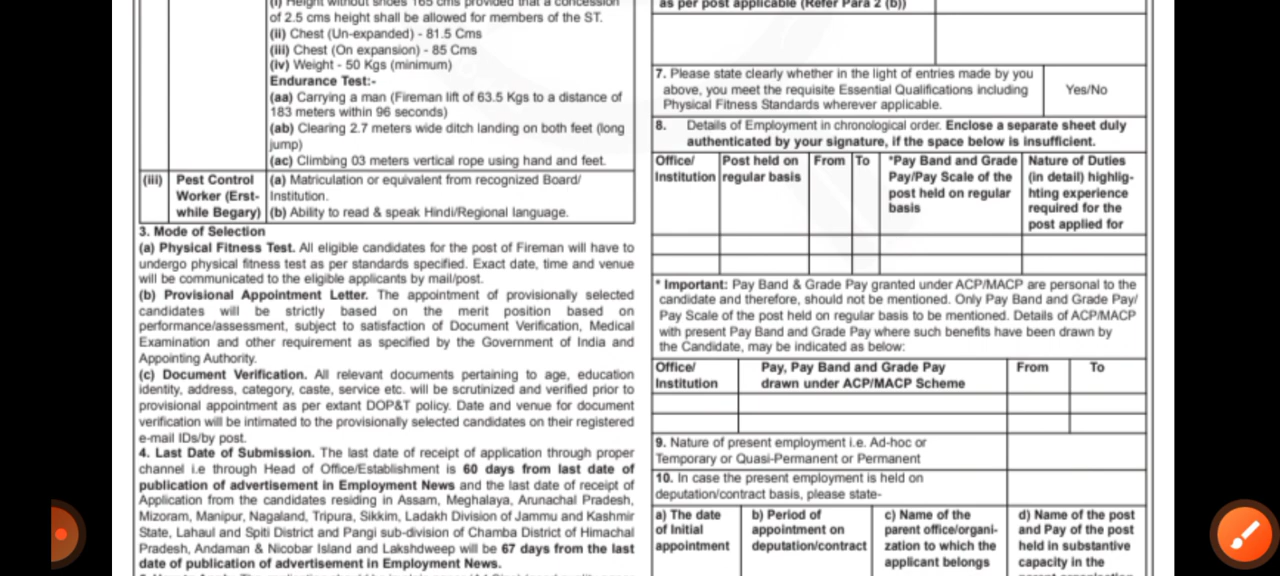 (i) Height without shoes 165 cms provided that a concession
of 2.5 cms height shall be allowed for members of the ST.
(ii) Chest (Un-expanded) - 81.5 Cms
(iii) Chest (On expansion) - 85 Cms
(iv) Weight - 50 Kgs (minimum)
Endurance Test:-
(aa) Carrying a man (Fireman lift of 63.5 Kgs to a distance of
183 meters within 96 seconds)
(ab) Clearing 2.7 meters wide ditch landing on both feet (long
jump)
(ac) Climbing 03 meters vertical rope using hand and feet.
(iii) Pest Control Worker (Erst-while Begary)
(a) Matriculation or equivalent from recognized Board/
Institution.
(b) Ability to read & speak Hindi/Regional language.
3. Mode of Selection
(a) Physical Fitness Test. All eligible candidates for the post of Fireman will have to
undergo physical fitness test as per standards specified. Exact date, time and venue
will be communicated to the eligible applicants by mail/post.
(b) Provisional Appointment Letter. The appointment of provisionally selected
candidates will be strictly based on the merit position based on
performance/assessment, subject to satisfaction of Document Verification, Medical
Examination and other requirement as specified by the Government of India and
Appointing Authority.
(c) Document Verification. All relevant documents pertaining to age, education
identity, address, category, caste, service etc. will be scrutinized and verified prior to
provisional appointment as per extant DOP&T policy. Date and venue for document
verification will be intimated to the provisionally selected candidates on their registered
e-mail IDs/by post.
4. Last Date of Submission. The last date of receipt of application through proper
channel i.e through Head of Office/Establishment is 60 days from last date of
publication of advertisement in Employment News and the last date of receipt of
Application from the candidates residing in Assam, Meghalaya, Arunachal Pradesh,
Mizoram, Manipur, Nagaland, Tripura, Sikkim, Ladakh Division of Jammu and Kashmir
State, Lahaul and Spiti District and Pangi sub-division of Chamba District of Himachal
Pradesh, Andaman & Nicobar Island and Lakshdweep will be 67 days from the last
date of publication of advertisement in Employment News.
as per post applicable (Refer Para 2 (b))
7. Please state clearly whether in the light of entries made by you
above, you meet the requisite Essential Qualifications including
Physical Fitness Standards wherever applicable.
Yes/No
8. Details of Employment in chronological order. Enclose a separate sheet duly
authenticated by your signature, if the space below is insufficient.
Office/
Institution
Post held on
regular basis
From
To
*Pay Band and Grade
Pay/Pay Scale of the
post held on regular
basis
Nature of Duties
(in detail) highlig-
hting experience
required for the
post applied for
* Important: Pay Band & Grade Pay granted under ACP/MACP are personal to the
candidate and therefore, should not be mentioned. Only Pay Band and Grade Pay/
Pay Scale of the post held on regular basis to be mentioned. Details of ACP/MACP
with present Pay Band and Grade Pay where such benefits have been drawn by
the Candidate, may be indicated as below:
Office/
Institution
Pay, Pay Band and Grade Pay
drawn under ACP/MACP Scheme
From
To
9. Nature of present employment i.e. Ad-hoc or
Temporary or Quasi-Permanent or Permanent
10. In case the present employment is held on
deputation/contract basis, please state-
a) The date
of Initial
appointment
b) Period of
appointment on
deputation/contract
c) Name of the
parent office/organi-
zation to which the
applicant belongs
d) Name of the post
and Pay of the post
held in substantive
capacity in the